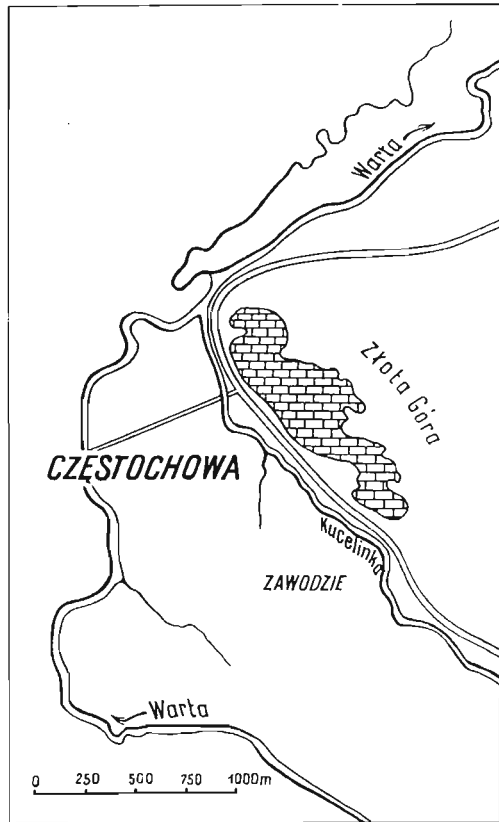 Warta
Złota Góra
CZĘSTOCHOWA
Kucelinka
ZAWODZIE
Warta
0 250 500 750 1000m